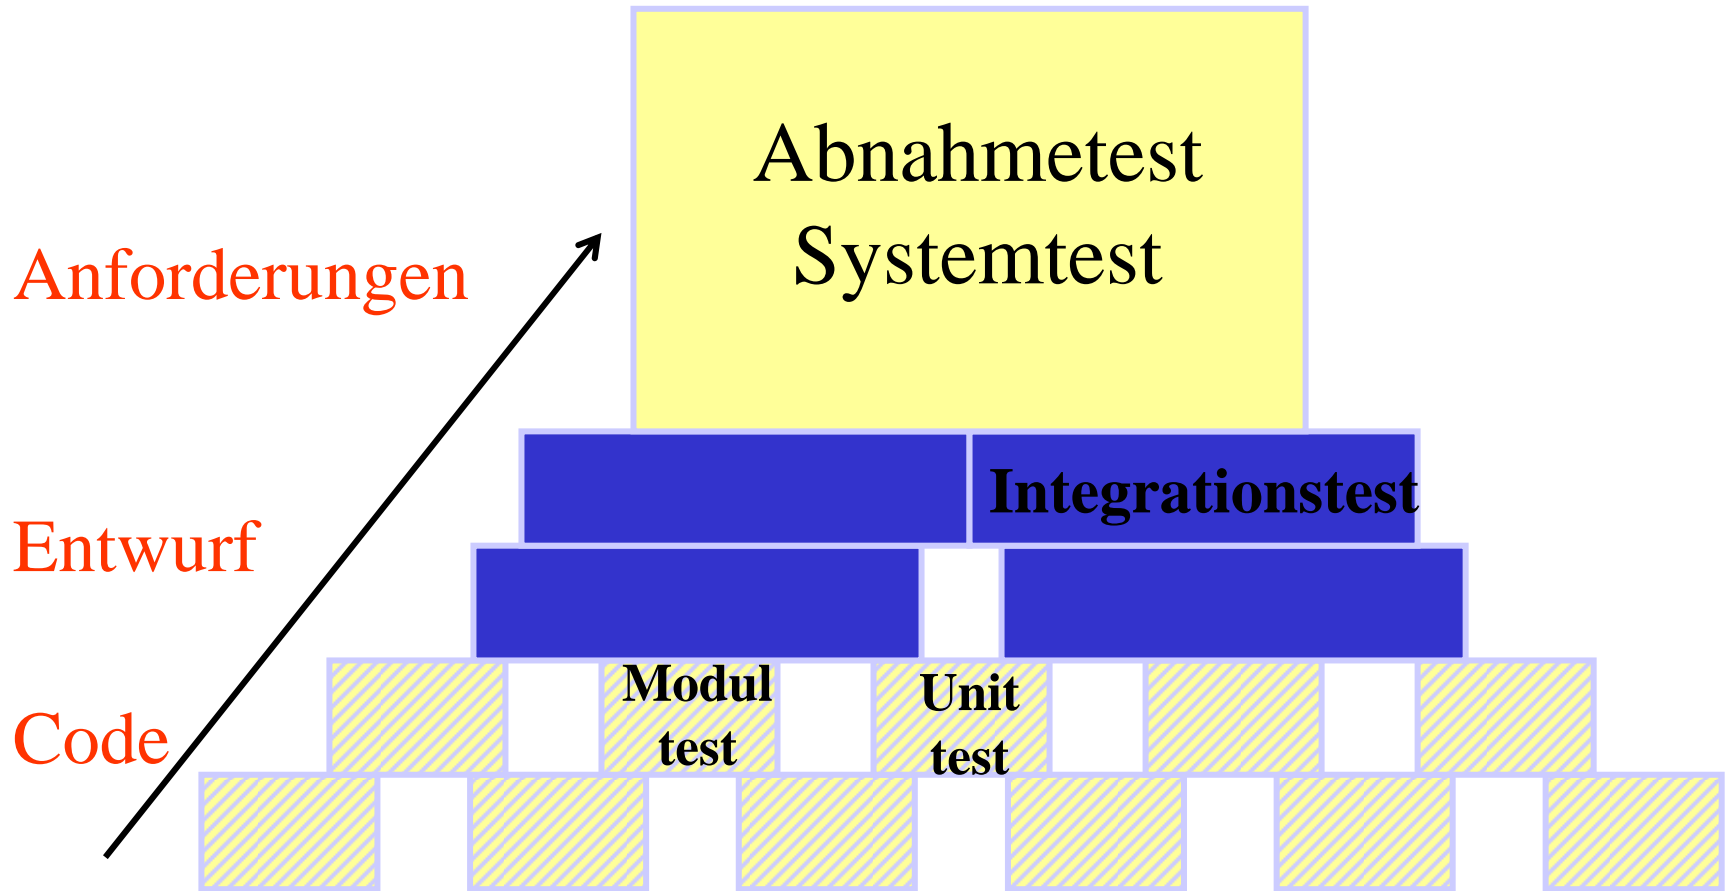 Abnahmetest
Systemtest
Anforderungen
Integrationstest
Entwurf
Modul
test
Unit
test
Code